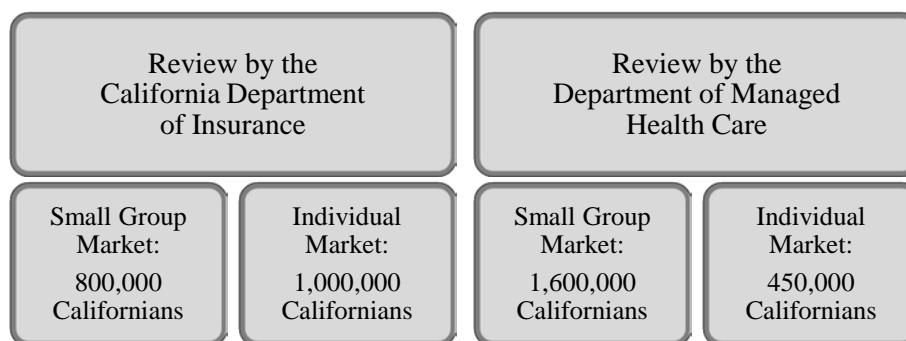 Review by the
California Department
of Insurance
Review by the
Department of Managed
Health Care
Small Group
Market:
800,000
Californians
Individual
Market:
1,000,000
Californians
Small Group
Market:
1,600,000
Californians
Individual
Market:
450,000
Californians